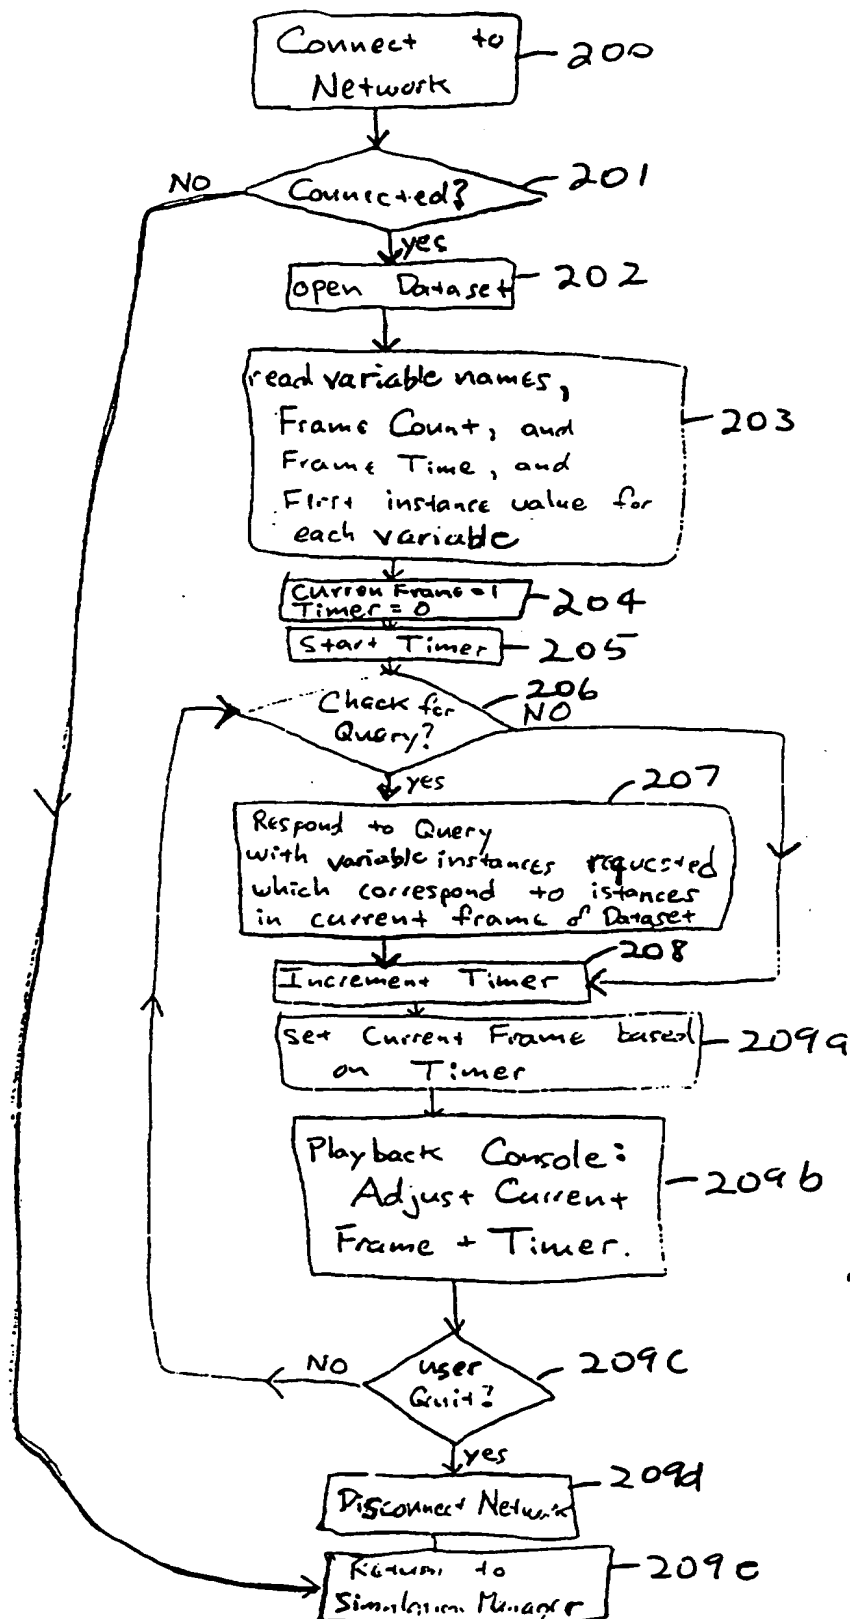 Connect to
Network
200
NO
Connected?
201
yes
open Dataset
202
read variable names,
Frame Count, and
Frame Time, and
First instance value for
each variable
203
Curren Frame = 1
Timer = 0
204
Start Timer
205
Check for
Query?
206
NO
yes
207
Respond to Query
with variable instances requested
which correspond to istances
in current frame of Dataset
208
Increment Timer
set Current Frame based
on Timer
209a
Playback Console:
Adjust Current
Frame + Timer.
209b
NO
user
Quit?
209c
yes
Disconnect Network
209d
Return to
Simulation Manager
209e